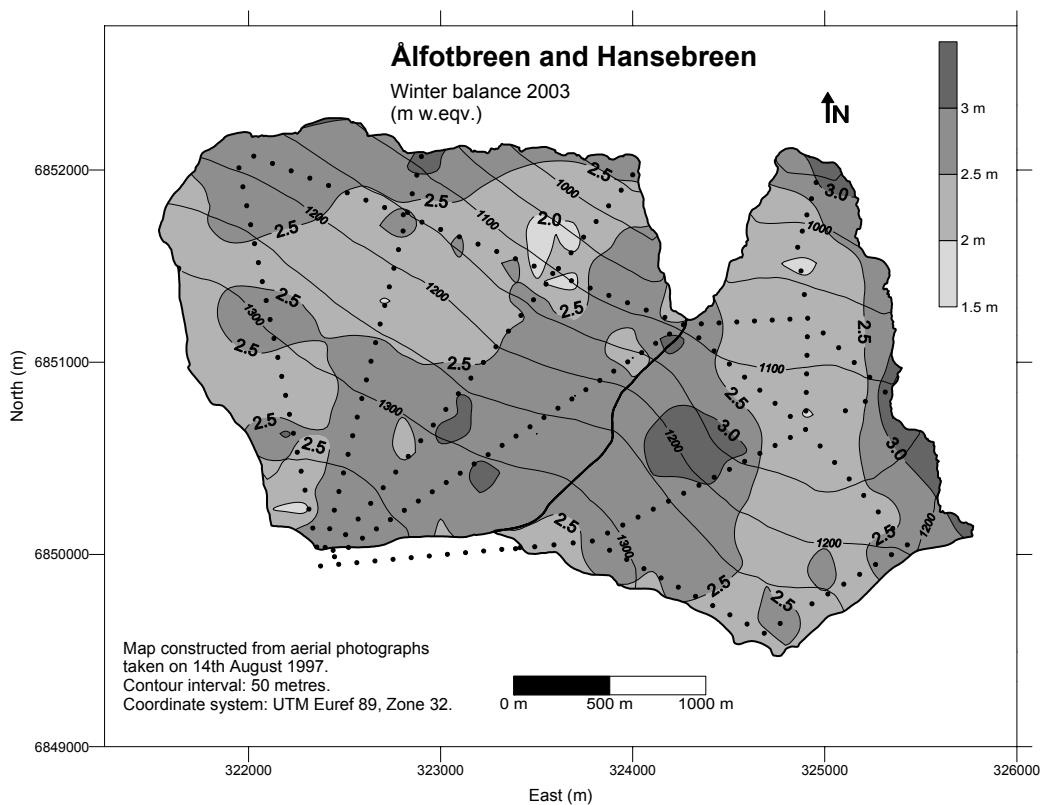 Ålfotbreen and Hansebreen
Winter balance 2003
(m w.eqv.)
N
3 m
2.5 m
2 m
1.5 m
6852000
6851000
6850000
6849000
North (m)
2.5
3.0
1000
2.5
2.0
1200
1100
1000
2.5
2.5
1200
1300
2.5
2.5
2.5
2.5
1100
1300
2.5
2.5
2.5
3.0
1200
3.0
2.5
1200
2.5
1200
1300
2.5
2.5
Map constructed from aerial photographs
taken on 14th August 1997.
Contour interval: 50 metres.
Coordinate system: UTM Euref 89, Zone 32.
0 m 500 m 1000 m
322000 323000 324000 325000 326000
East (m)